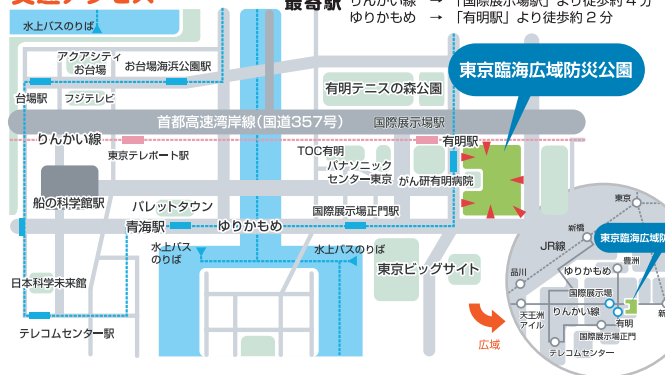 交通アクセス
最寄駅
りんかい線 → 「国際展示場駅」より徒歩約4分
ゆりかもめ → 「有明駅」より徒歩約2分
水上バスのりば
アクアシティ
お台場
お台場海浜公園駅
台場駅
フジテレビ
有明テニスの森公園
東京臨海広域防災公園
首都高速湾岸線(国道357号)
国際展示場駅
りんかい線
東京テレポート駅
TOC有明
有明駅
パナソニック
センター東京
がん研有明病院
船の科学館駅
パレットタウン
青海駅
ゆりかもめ
国際展示場正門駅
水上バス
のりば
水上バスのりば
東京ビッグサイト
日本科学未来館
テレコムセンター駅
広域
東京
新橋
JR線
東京臨海広域防
品川
ゆりかもめ
豊洲
国際展示場
りんかい線
天王洲
アイル
有明
新
国際展示場正門
テレコムセンター